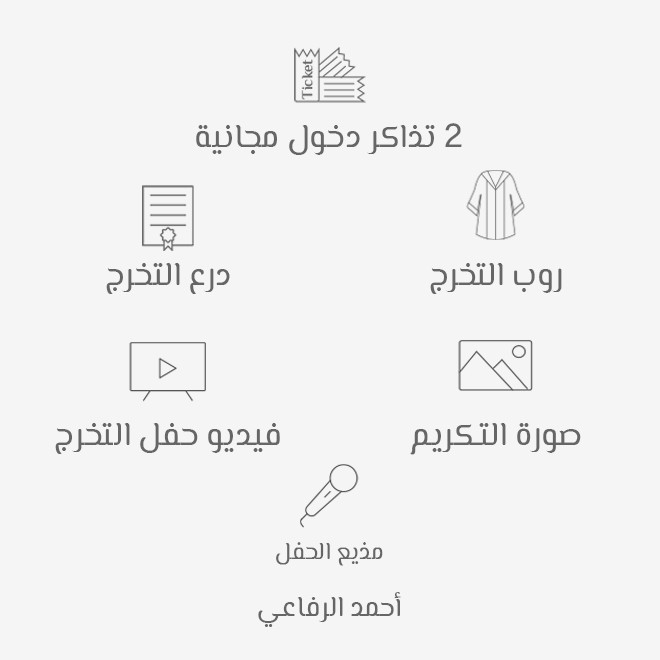 Ticket
2 تذاكر دخول مجانية
روب التخرج
درع التخرج
صورة التكريم
فيديو حفل التخرج
مذيع الحفل
أحمد الرفاعي